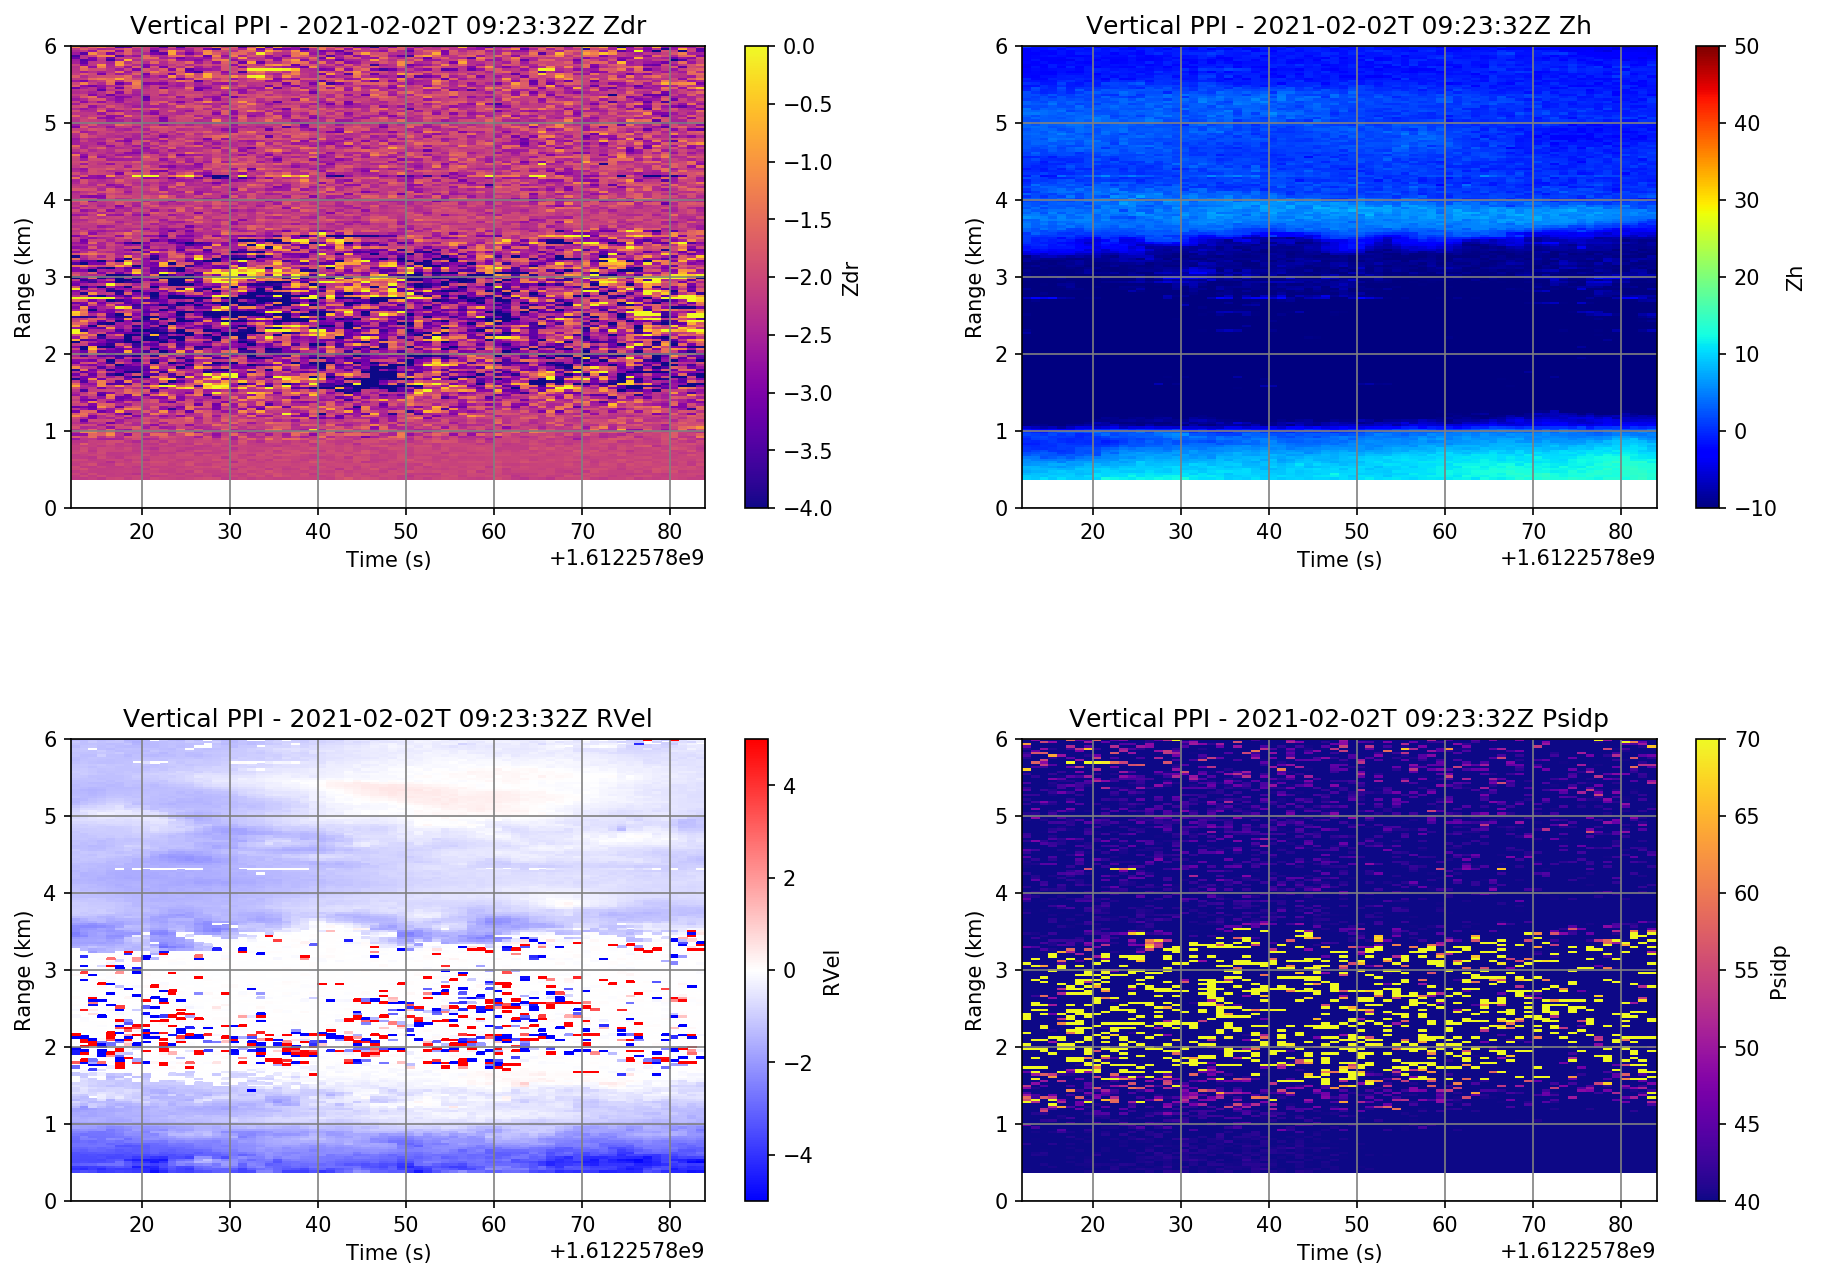 Vertical PPI - 2021-02-02T 09:23:32Z Zdr
6
5
4
3
2
1
0
Range (km)
20 30 40 50 60 70 80
Time (s)
+1.6122578e9
0.0
−0.5
−1.0
−1.5
−2.0
−2.5
−3.0
−3.5
−4.0
Zdr
Vertical PPI - 2021-02-02T 09:23:32Z Zh
6
5
4
3
2
1
0
Range (km)
20 30 40 50 60 70 80
Time (s)
+1.6122578e9
50
40
30
20
10
0
−10
Zh
Vertical PPI - 2021-02-02T 09:23:32Z RVel
6
5
4
3
2
1
0
Range (km)
20 30 40 50 60 70 80
Time (s)
+1.6122578e9
4
2
0
−2
−4
RVel
Vertical PPI - 2021-02-02T 09:23:32Z Psidp
6
5
4
3
2
1
0
Range (km)
20 30 40 50 60 70 80
Time (s)
+1.6122578e9
70
65
60
55
50
45
40
Psidp